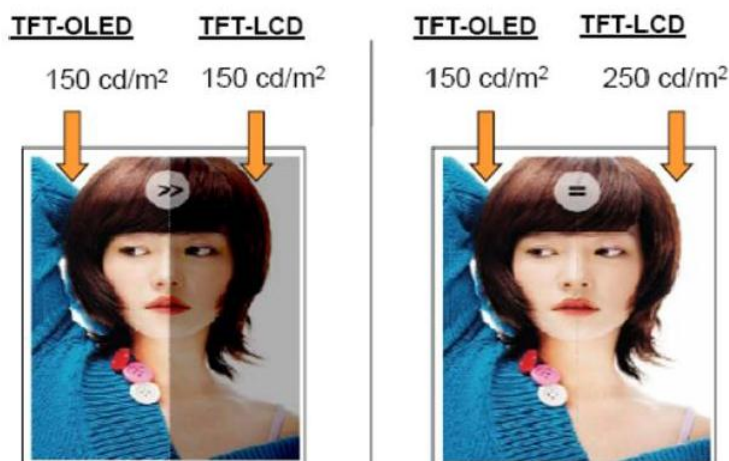 TFT-OLED TFT-LCD
150 cd/m² 150 cd/m²
>>
TFT-OLED TFT-LCD
150 cd/m² 250 cd/m²
=